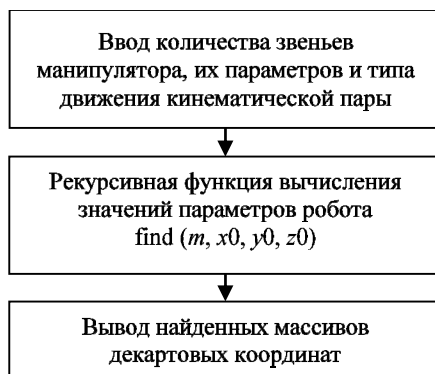 Ввод количества звеньев
манипулятора, их параметров и типа
движения кинематической пары
Рекурсивная функция вычисления
значений параметров робота
find (m, x0, y0, z0)
Вывод найденных массивов
декартовых координат